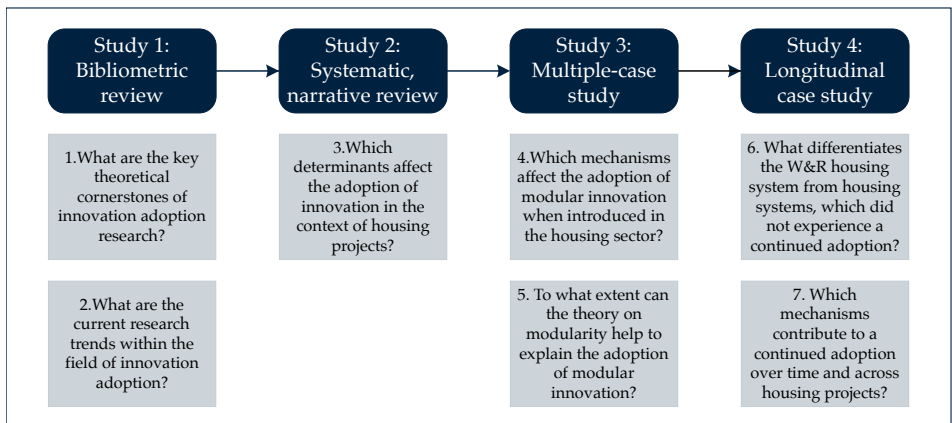 Study 1:
Bibliometric
review
Study 2:
Systematic,
narrative review
Study 3:
Multiple-case
study
Study 4:
Longitudinal
case study
1.What are the key
theoretical
cornerstones of
innovation adoption
research?
3.Which
determinants affect
the adoption of
innovation in the
context of housing
projects?
4.Which mechanisms
affect the adoption of
modular innovation
when introduced in
the housing sector?
6. What differentiates
the W&R housing
system from housing
systems, which did
not experience a
continued adoption?
2.What are the
current research
trends within the
field of innovation
adoption?
5. To what extent can
the theory on
modularity help to
explain the adoption
of modular
innovation?
7. Which
mechanisms
contribute to a
continued adoption
over time and across
housing projects?